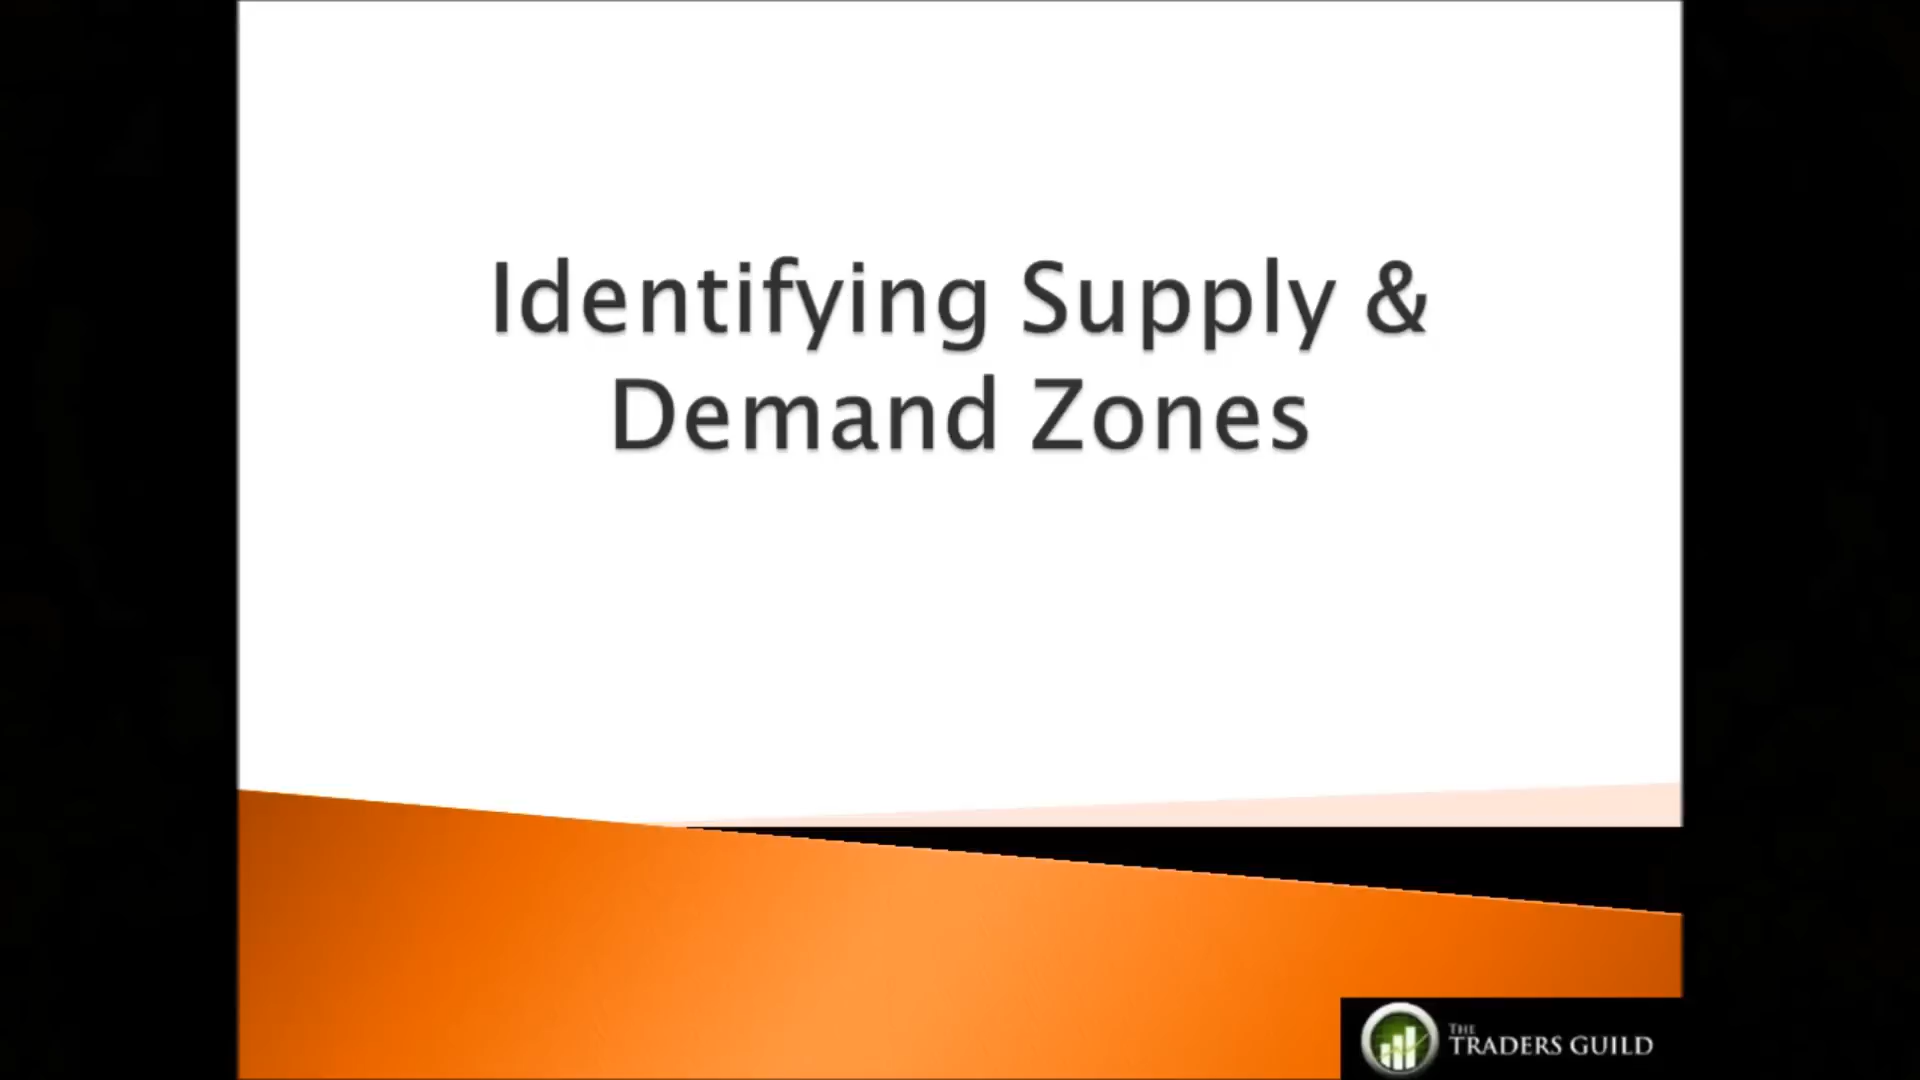 Identifying Supply &
Demand Zones
THE
TRADERS GUILD